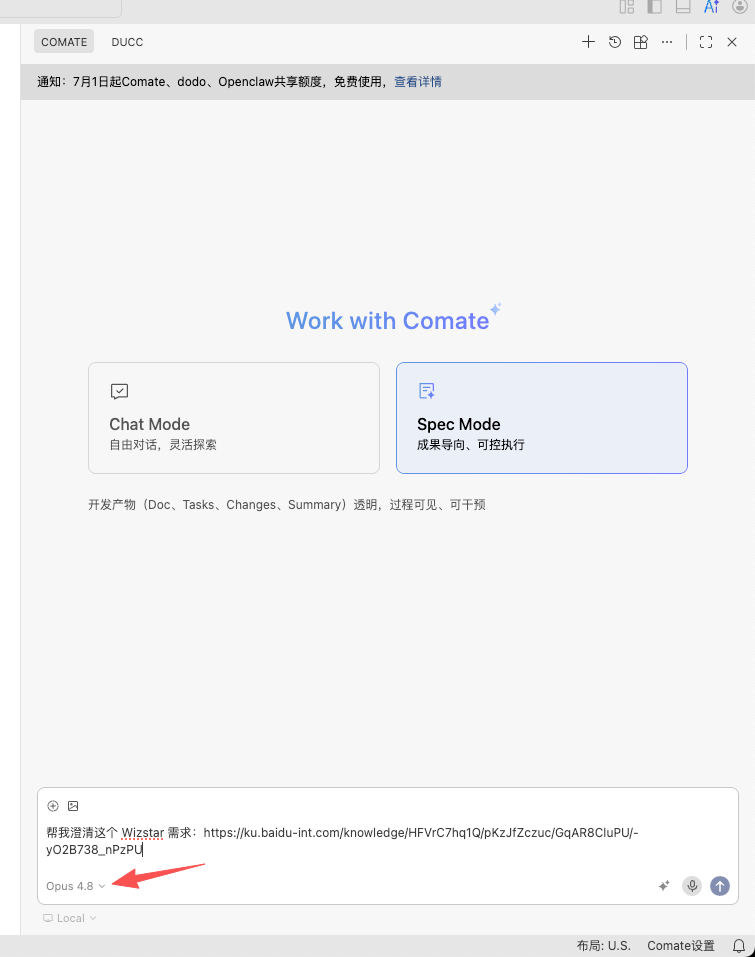 COMATE DUCC
通知：7月1日起Comate、dodo、Openclaw共享额度，免费使用，查看详情
Work with Comate
Chat Mode
自由对话，灵活探索
Spec Mode
成果导向、可控执行
开发产物（Doc、Tasks、Changes、Summary）透明，过程可见、可干预
帮我澄清这个 Wizstar 需求：https://ku.baidu-int.com/knowledge/HFVrC7hq1Q/pKzJfZczuc/GqAR8CluPU/-
yO2B738_nPzPU
Opus 4.8
Local
布局: U.S. Comate设置